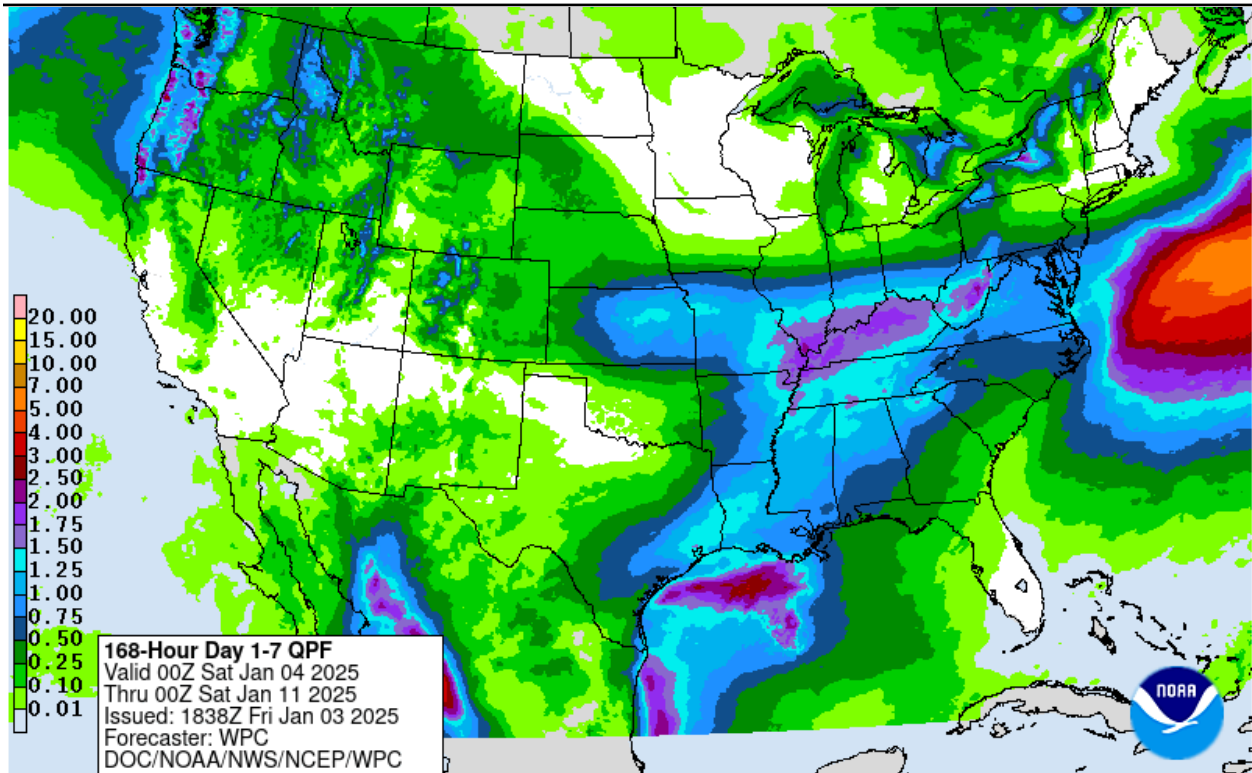 20.00
15.00
10.00
7.00
5.00
4.00
3.00
2.50
2.00
1.75
1.50
1.25
1.00
0.75
0.50
0.25
0.10
0.01
168-Hour Day 1-7 QPF
Valid 00Z Sat Jan 04 2025
Thru 00Z Sat Jan 11 2025
Issued: 1838Z Fri Jan 03 2025
Forecaster: WPC
DOC/NOAA/NWS/NCEP/WPC
NOAA